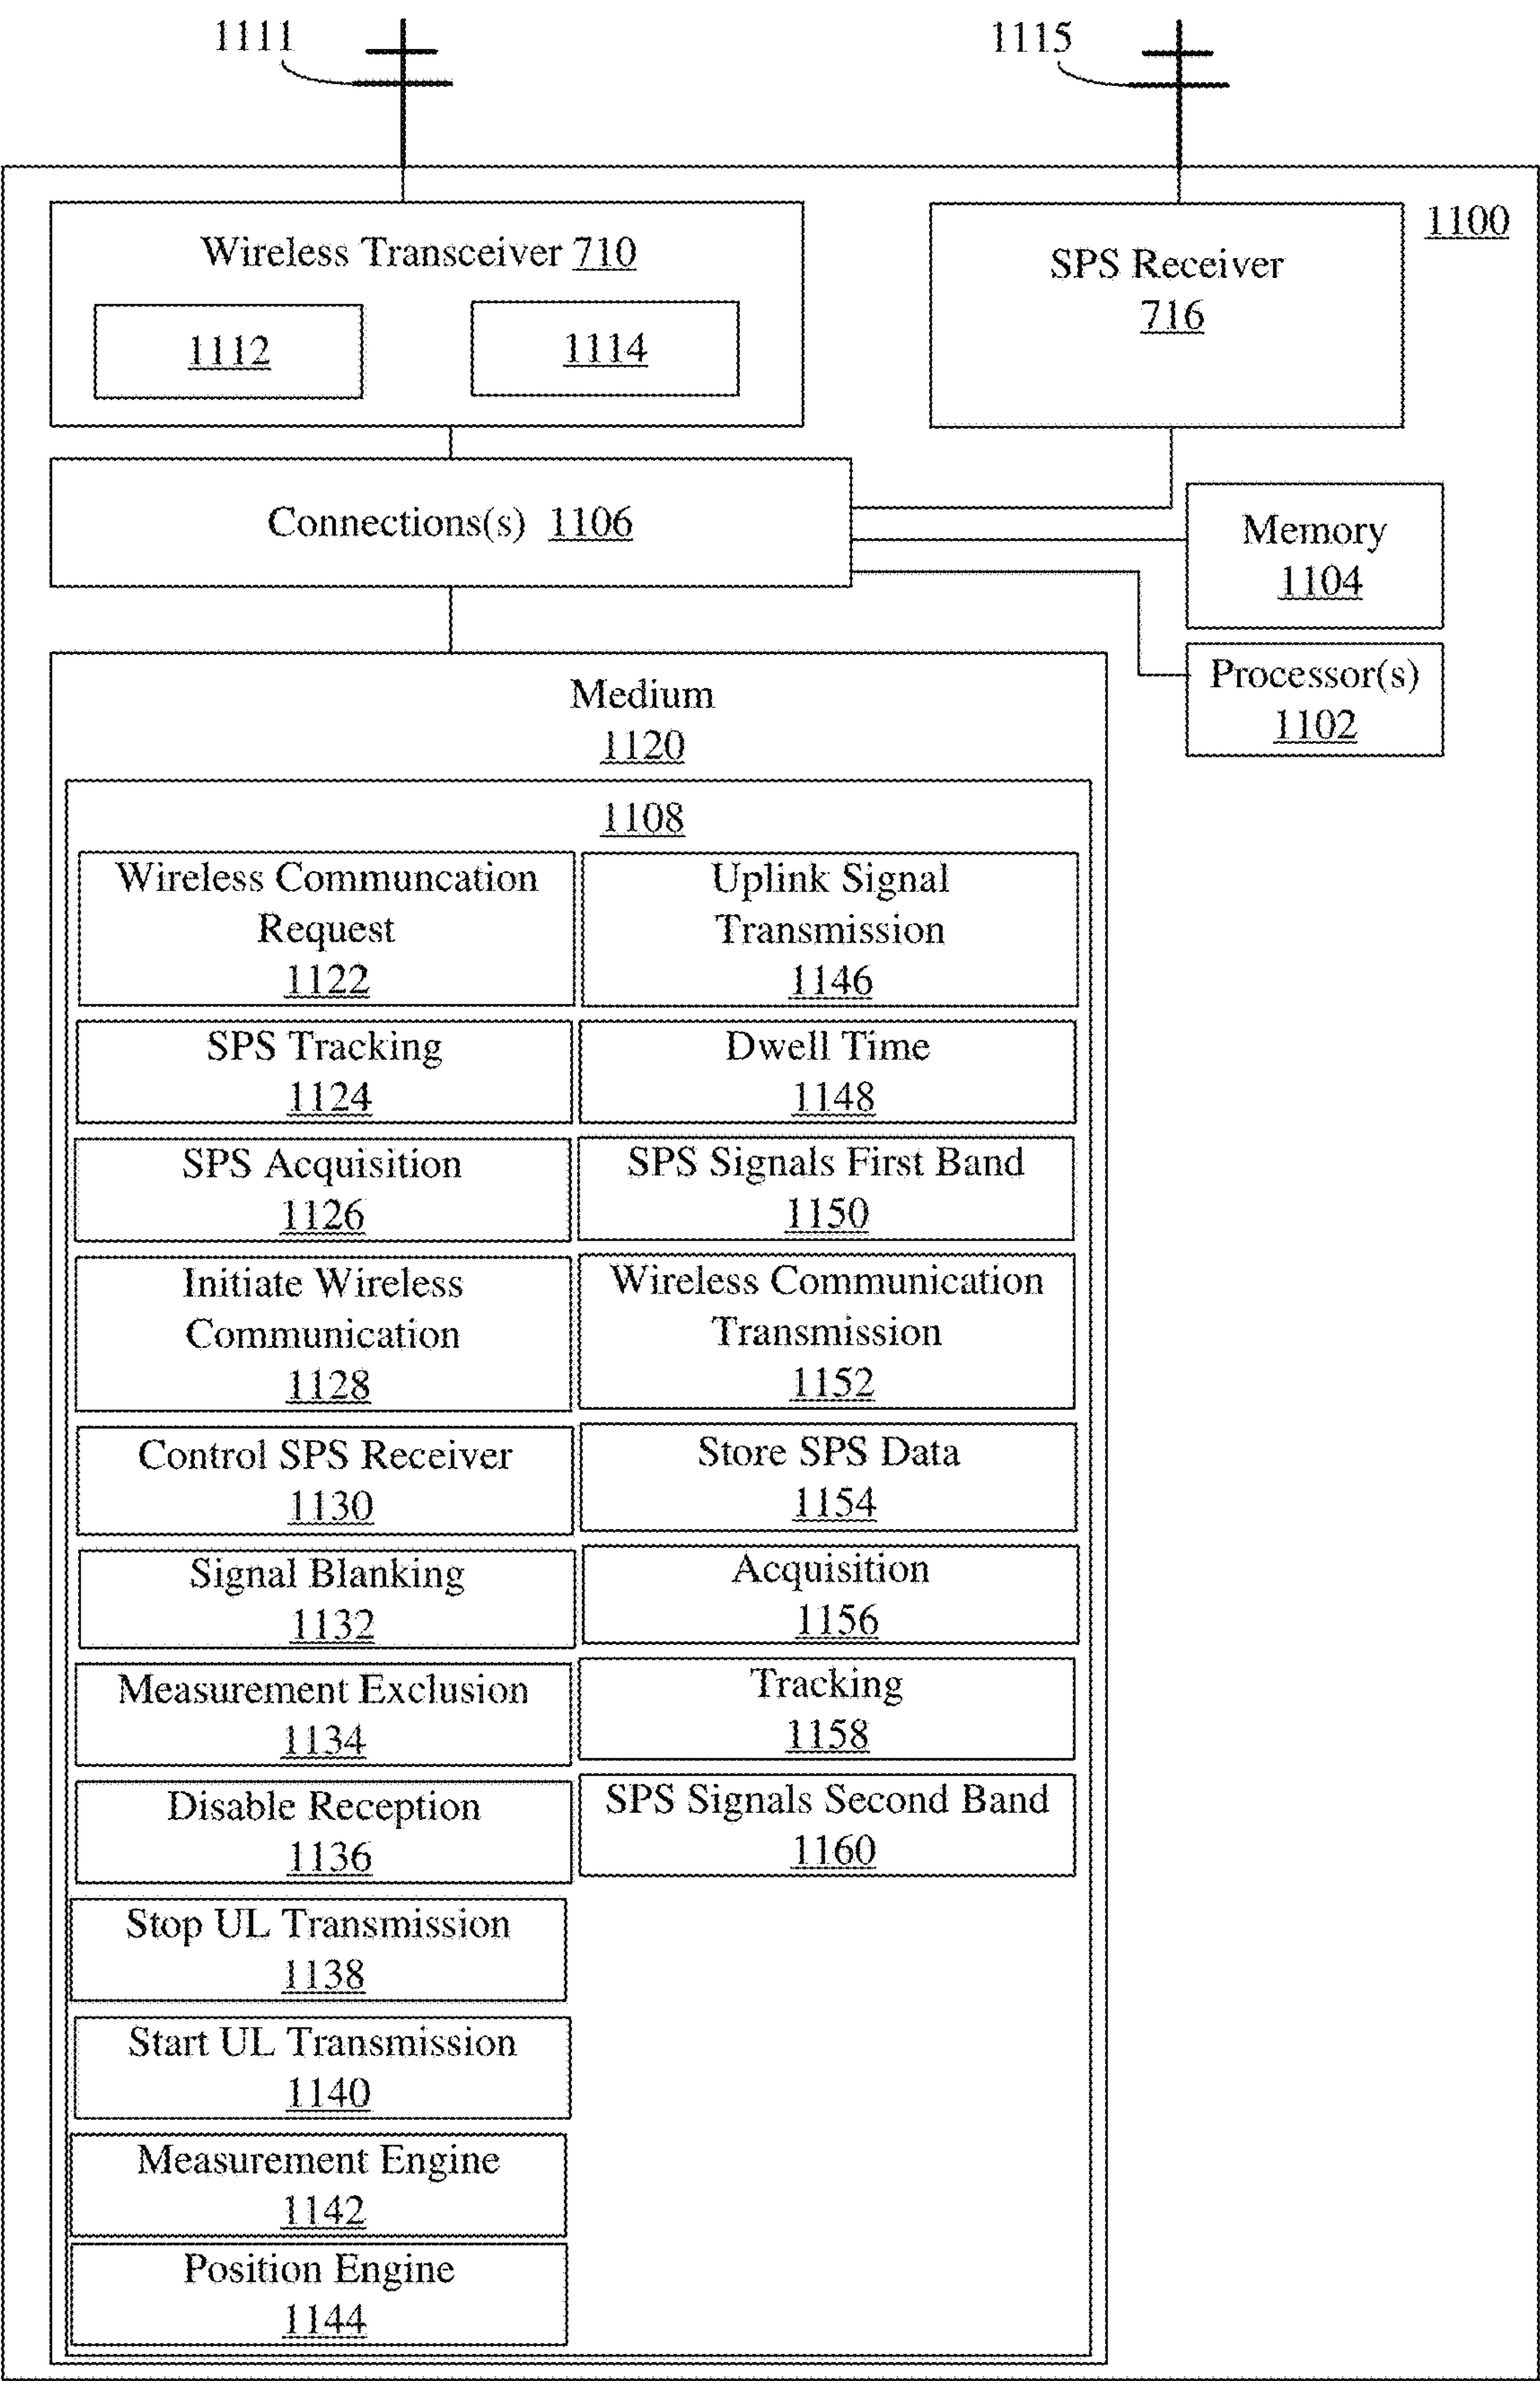 1111
1115
1100
Wireless Transceiver 710
1112
1114
SPS Receiver
716
Connections(s) 1106
Memory
1104
Processor(s)
1102
Medium
1120
1108
Wireless Communcation
Request
1122
SPS Tracking
1124
SPS Acquisition
1126
Initiate Wireless
Communication
1128
Control SPS Receiver
1130
Signal Blanking
1132
Measurement Exclusion
1134
Disable Reception
1136
Stop UL Transmission
1138
Start UL Transmission
1140
Measurement Engine
1142
Position Engine
1144
Uplink Signal
Transmission
1146
Dwell Time
1148
SPS Signals First Band
1150
Wireless Communication
Transmission
1152
Store SPS Data
1154
Acquisition
1156
Tracking
1158
SPS Signals Second Band
1160